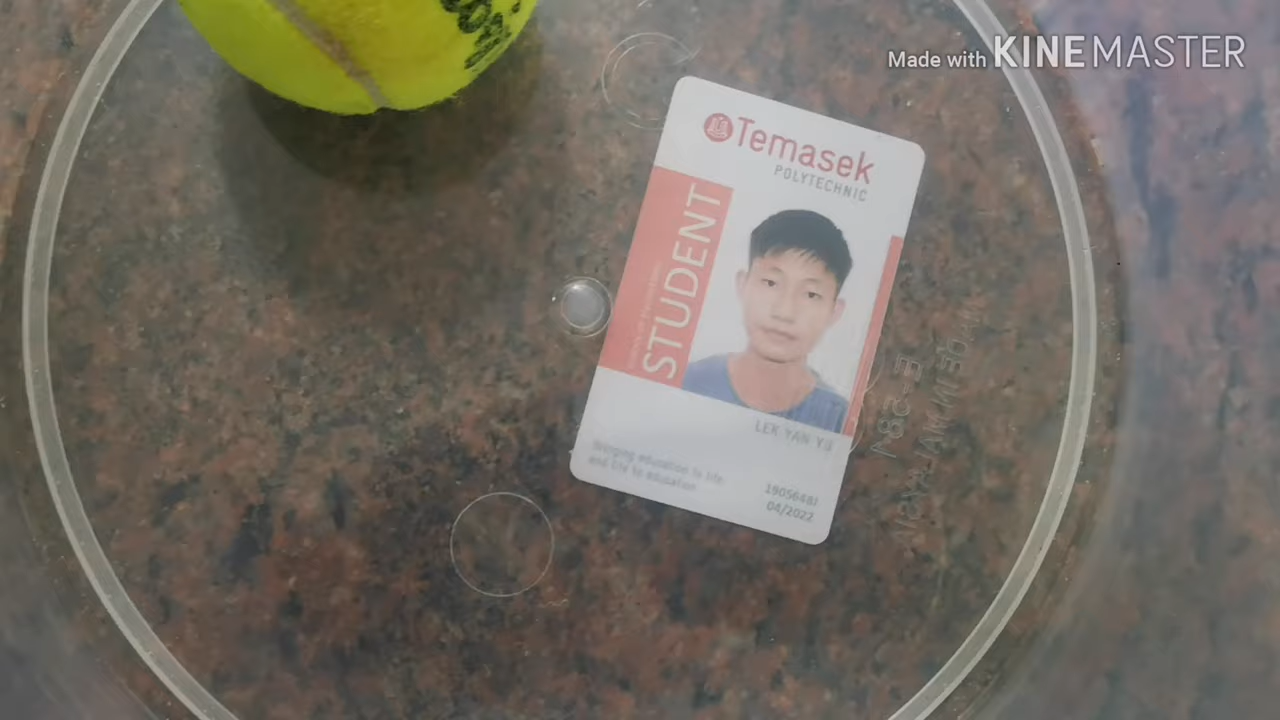 Made with KINEMASTER
Temasek
POLYTECHNIC
STUDENT
LEK YAN YU
education to life
and life to education
19056481
04/2022